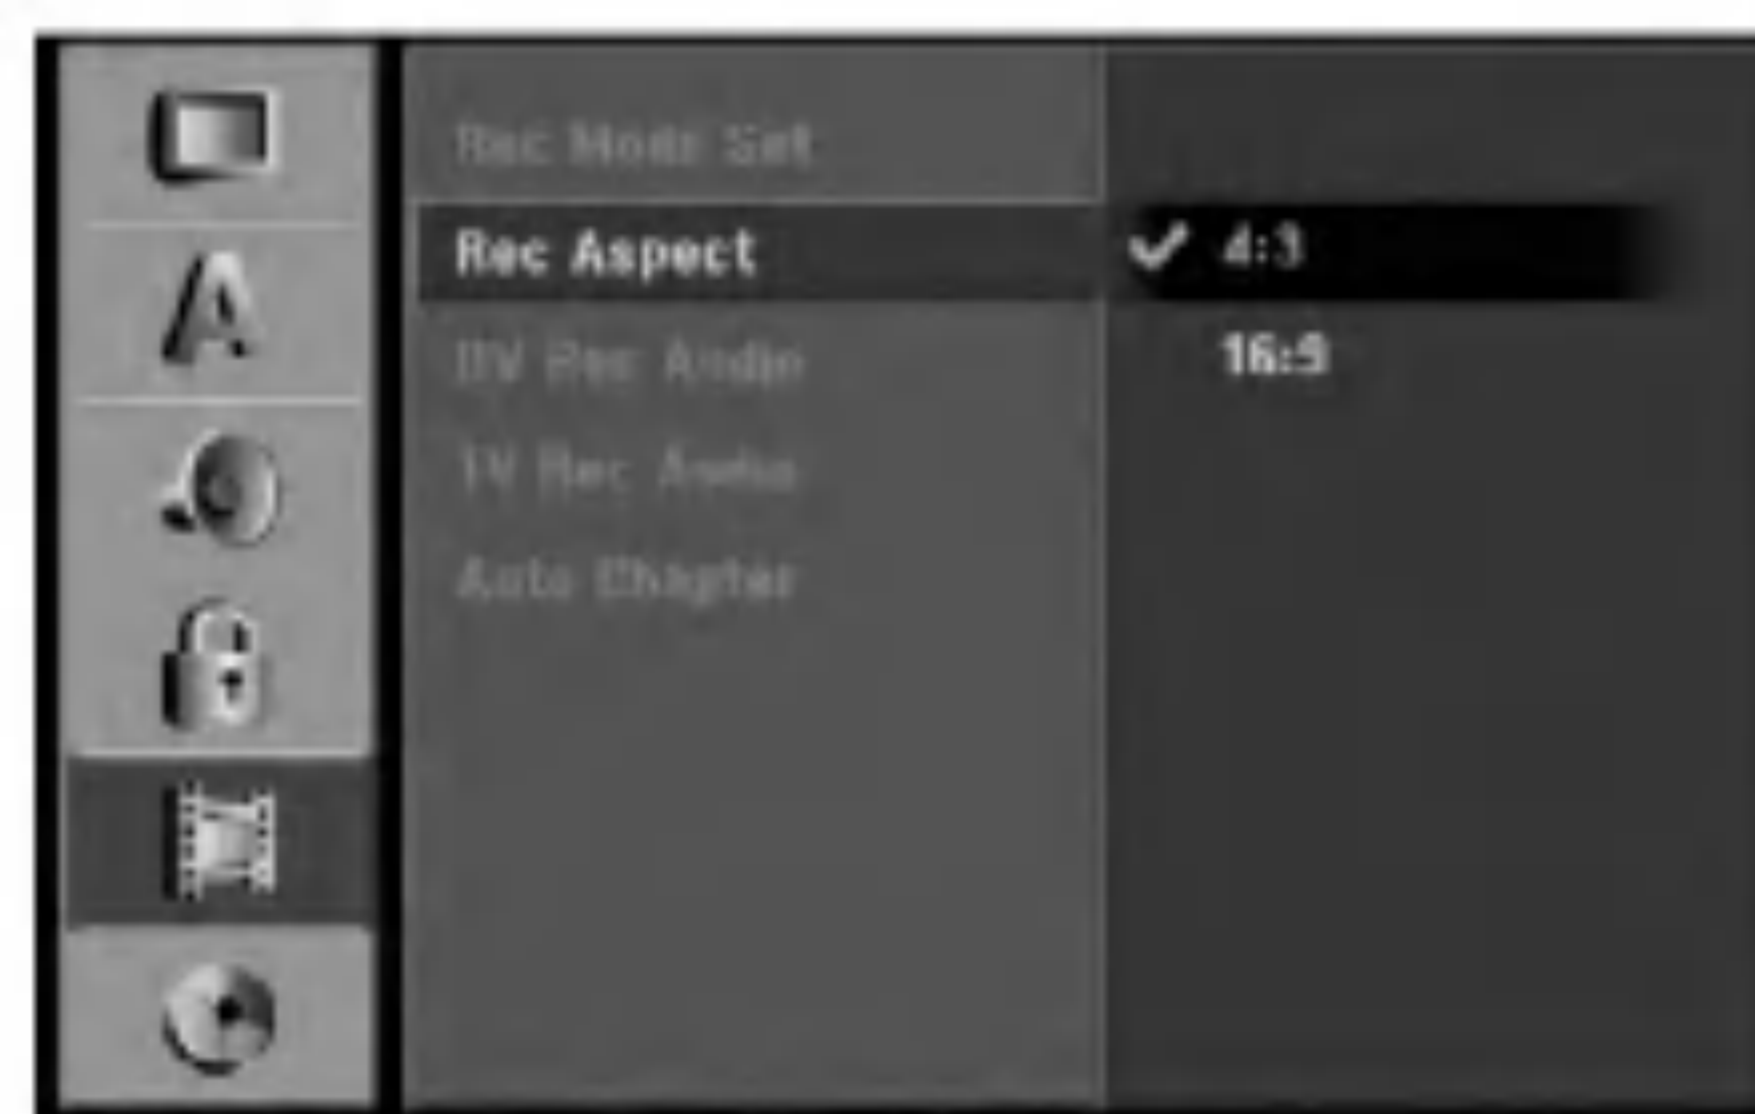 Rec Mode Set
Rec Aspect
4:3
16:9
DV Rec Audio
TV Rec Audio
Auto Chapter